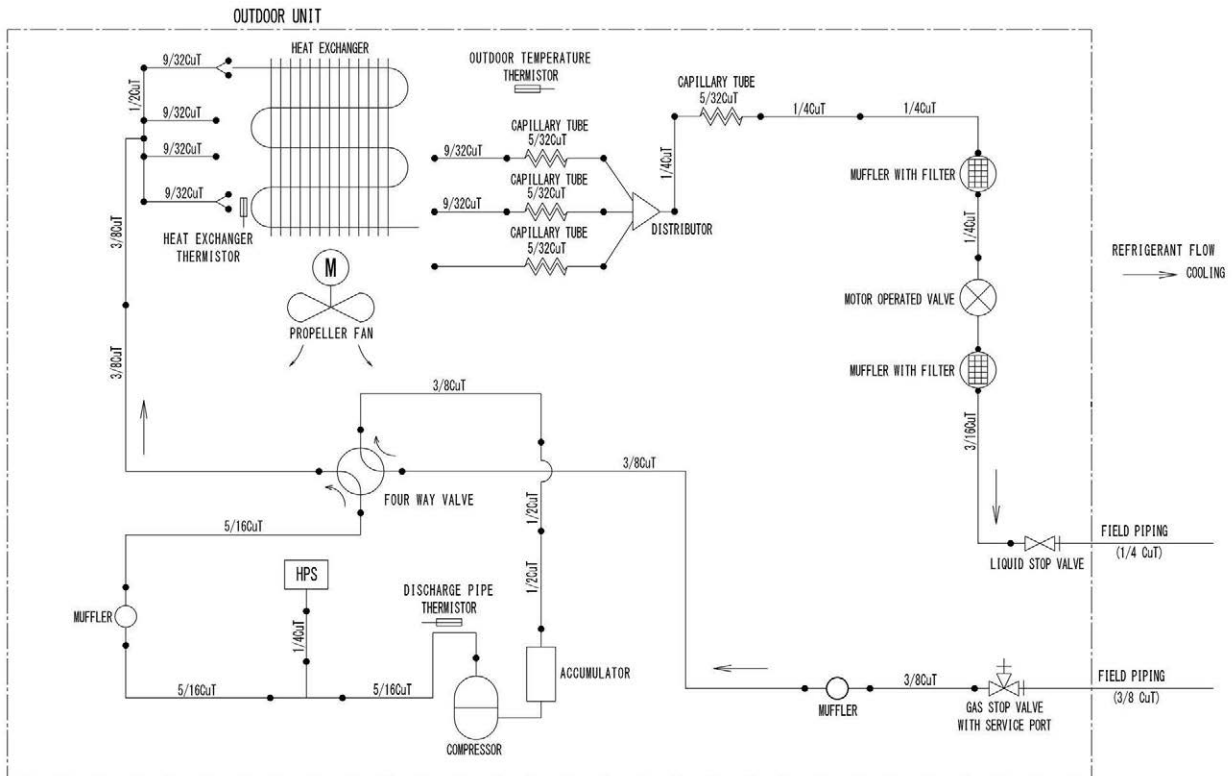 OUTDOOR UNIT
HEAT EXCHANGER
9/32CuT
1/2CuT
9/32CuT
9/32CuT
9/32CuT
HEAT EXCHANGER
THERMISTOR
3/8CuT
3/8CuT
M
PROPELLER FAN
OUTDOOR TEMPERATURE
THERMISTOR
CAPILLARY TUBE
5/32CuT
9/32CuT
CAPILLARY TUBE
5/32CuT
9/32CuT
CAPILLARY TUBE
5/32CuT
DISTRIBUTOR
1/4CuT
CAPILLARY TUBE
5/32CuT
1/4CuT
1/4CuT
MUFFLER WITH FILTER
1/4CuT
MOTOR OPERATED VALVE
MUFFLER WITH FILTER
3/16CuT
LIQUID STOP VALVE
FIELD PIPING
(1/4 CuT)
REFRIGERANT FLOW
COOLING
3/8CuT
FOUR WAY VALVE
3/8CuT
1/2CuT
1/2CuT
5/16CuT
MUFFLER
HPS
1/4CuT
5/16CuT
5/16CuT
DISCHARGE PIPE
THERMISTOR
COMPRESSOR
ACCUMULATOR
MUFFLER
3/8CuT
GAS STOP VALVE
WITH SERVICE PORT
FIELD PIPING
(3/8 CuT)